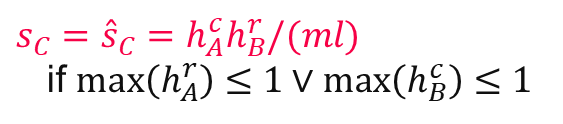 s_C = ŝ_C = h_A^c h_B^r/(ml)
if max(h_A^r) ≤ 1 ∨ max(h_B^c) ≤ 1